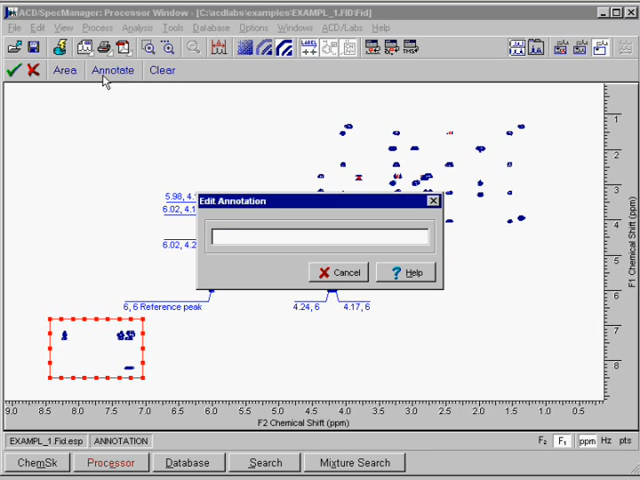 ACD/SpecManager: Processor Window - [C:\acdlabs\examples\EXAMPL_1.FID\Fid]
File Edit View Process Analysis Tools Database Options Windows ACD/Labs Help
Area Annotate Clear
5.98, 4.1
6.02, 4.1
6.02, 4.2
Edit Annotation
Cancel Help
6, 6 Reference peak 4.24, 6 4.17, 6
1
2
3
4
5
6
7
8
F1 Chemical Shift (ppm)
9.0 8.5 8.0 7.5 7.0 6.5 6.0 5.5 5.0 4.5 4.0 3.5 3.0 2.5 2.0 1.5 1.0 0.5
F2 Chemical Shift (ppm)
EXAMPL_1.Fid.esp ANNOTATION F2 F1 ppm Hz pts
ChemSk Processor Database Search Mixture Search